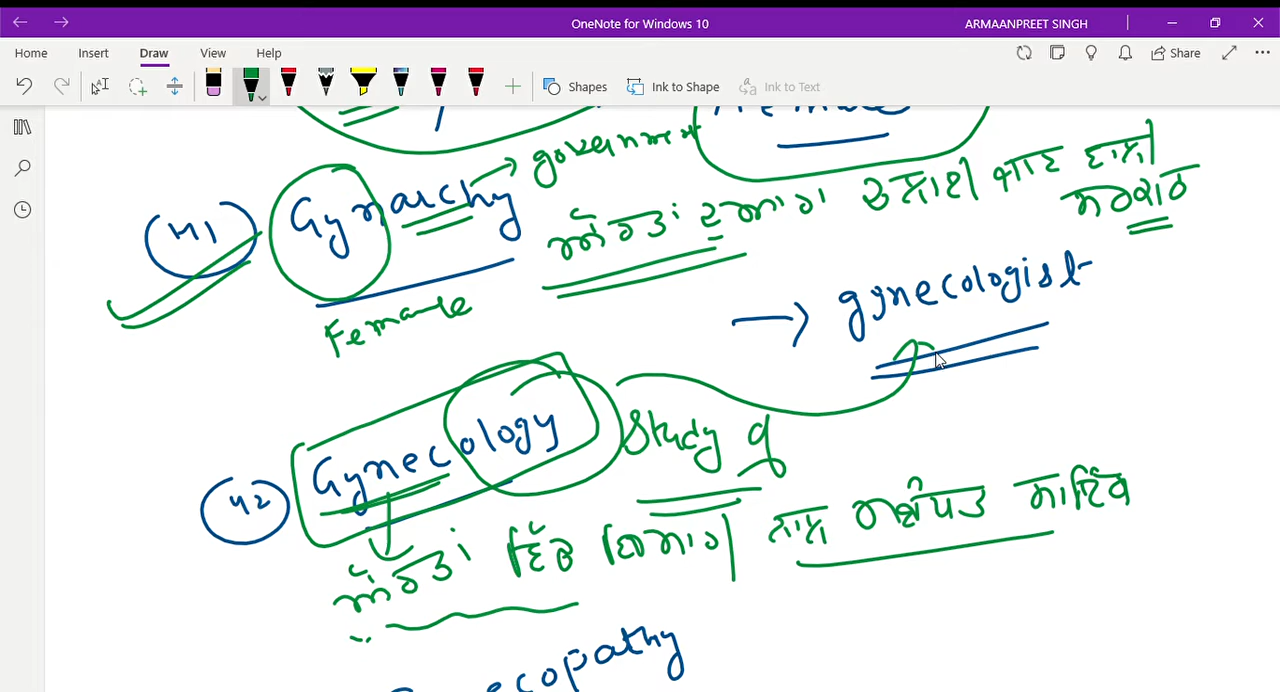 OneNote for Windows 10
ARMAANPREET SINGH
Home Insert Draw View Help
Share
Shapes Ink to Shape Ink to Text
41 Gynarchy → government
ਔਰਤਾਂ ਦੁਆਰਾ ਚਲਾਈ ਜਾਣ ਵਾਲੀ
ਸਰਕਾਰ
Female
→ gynecologist
42 Gynecology Study of
ਔਰਤਾਂ ਵਿੱਚ ਬਿਮਾਰੀ ਨਾਲ ਸਬੰਧਤ